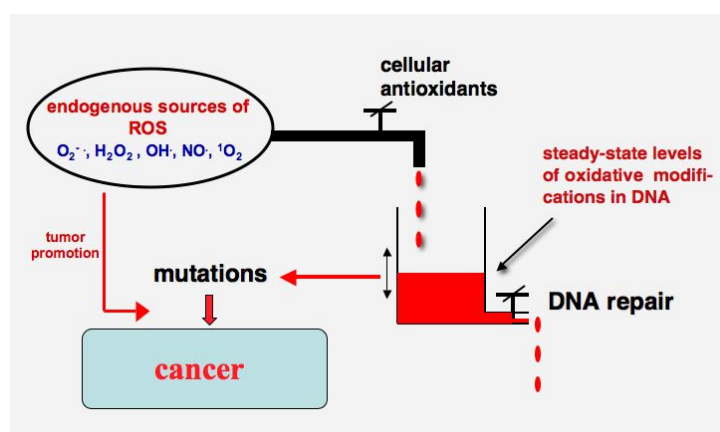 cellular
antioxidants
endogenous sources of
ROS
O₂⁻·, H₂O₂ , OH·, NO·, ¹O₂
steady-state levels
of oxidative modifi-
cations in DNA
tumor
promotion
mutations
DNA repair
cancer